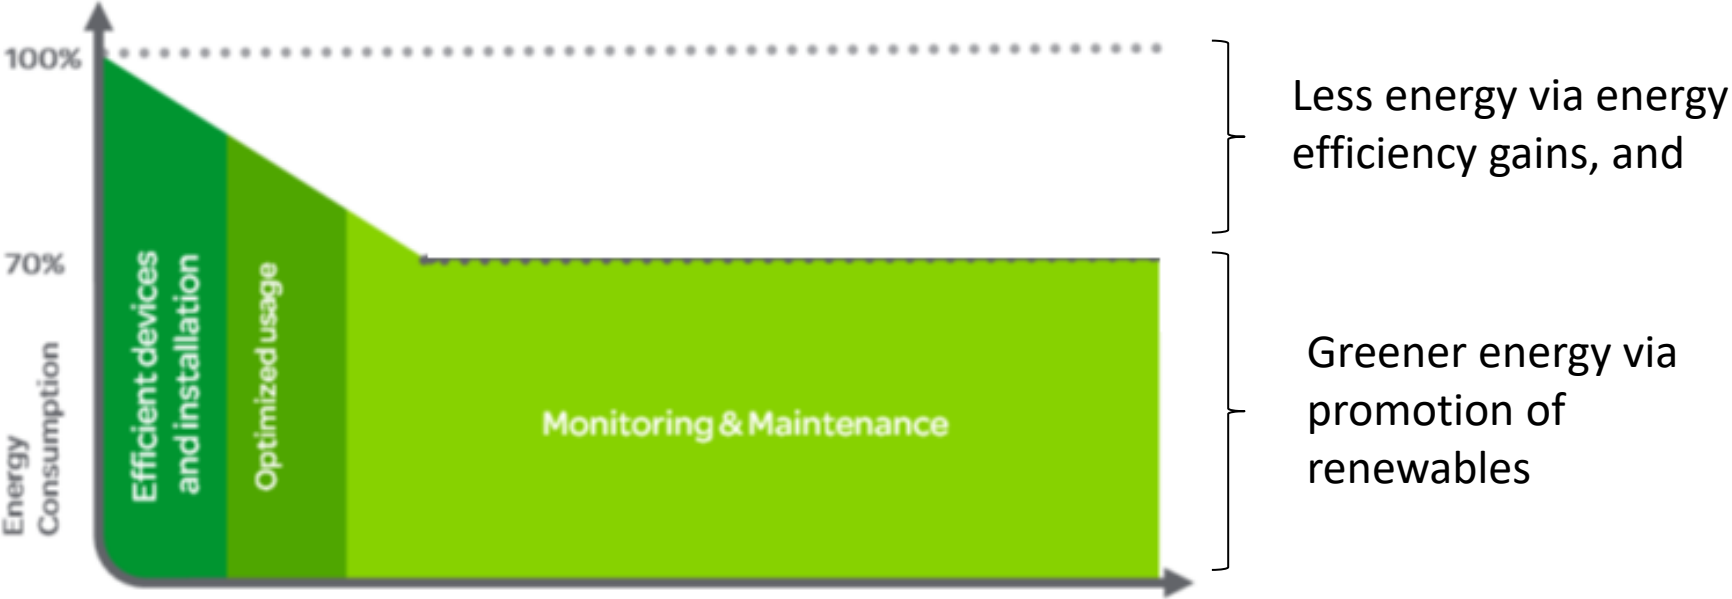 100%
70%
Energy
Consumption
Efficient devices
and installation
Optimized usage
Monitoring & Maintenance
Less energy via energy
efficiency gains, and
Greener energy via
promotion of
renewables